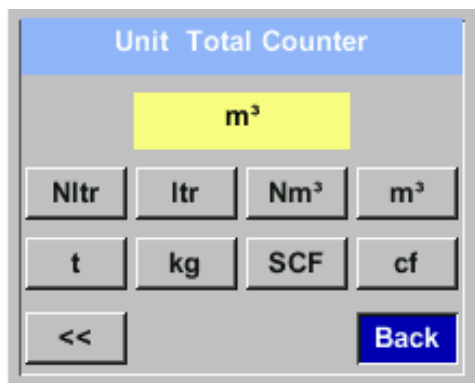 Unit Total Counter
m³
Nltr ltr Nm³ m³
t kg SCF cf
<< Back